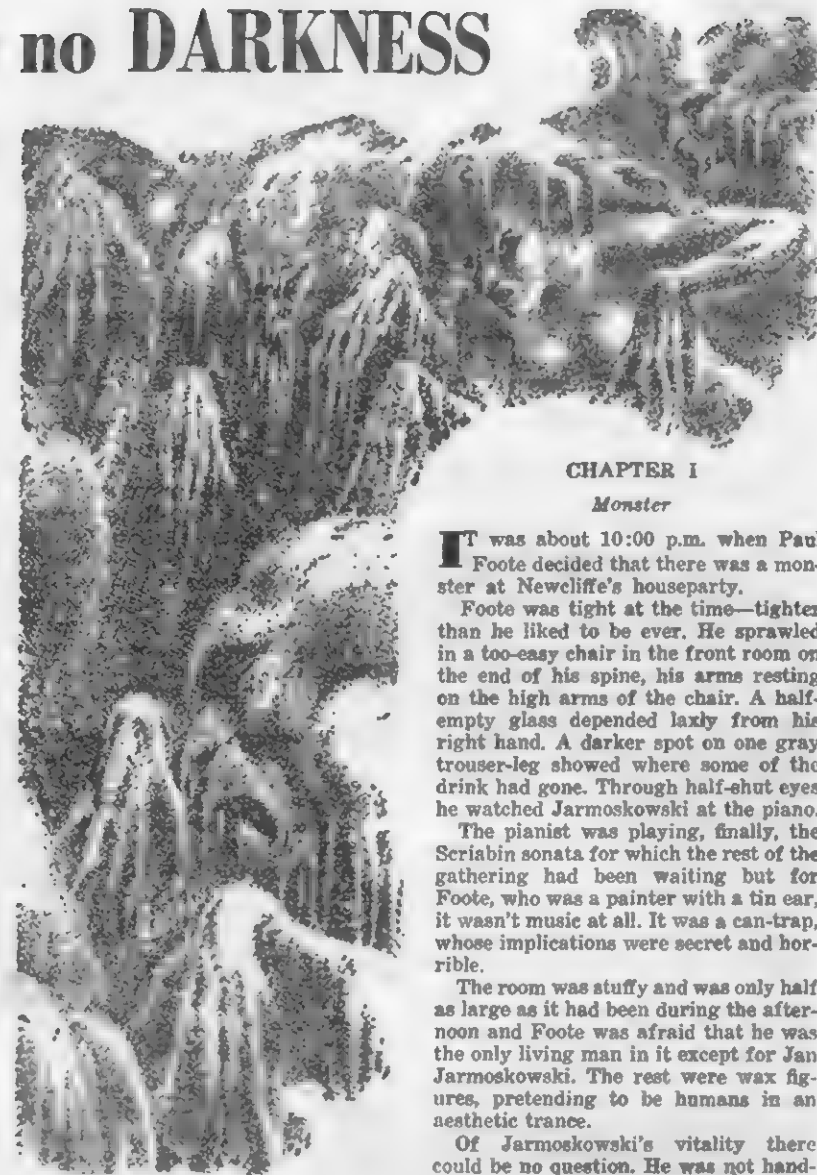 no DARKNESS
CHAPTER I
Monster
IT was about 10:00 p.m. when Paul
Foote decided that there was a mon-
ster at Newcliffe's houseparty.
Foote was tight at the time—tighter
than he liked to be ever. He sprawled
in a too-easy chair in the front room on
the end of his spine, his arms resting
on the high arms of the chair. A half-
empty glass depended laxly from his
right hand. A darker spot on one gray
trouser-leg showed where some of the
drink had gone. Through half-shut eyes
he watched Jarmoskowski at the piano.
The pianist was playing, finally, the
Scriabin sonata for which the rest of the
gathering had been waiting but for
Foote, who was a painter with a tin ear,
it wasn't music at all. It was a can-trap,
whose implications were secret and hor-
rible.
The room was stuffy and was only half
as large as it had been during the after-
noon and Foote was afraid that he was
the only living man in it except for Jan
Jarmoskowski. The rest were wax fig-
ures, pretending to be humans in an
aesthetic trance.
Of Jarmoskowski's vitality there
could be no question. He was not hand-